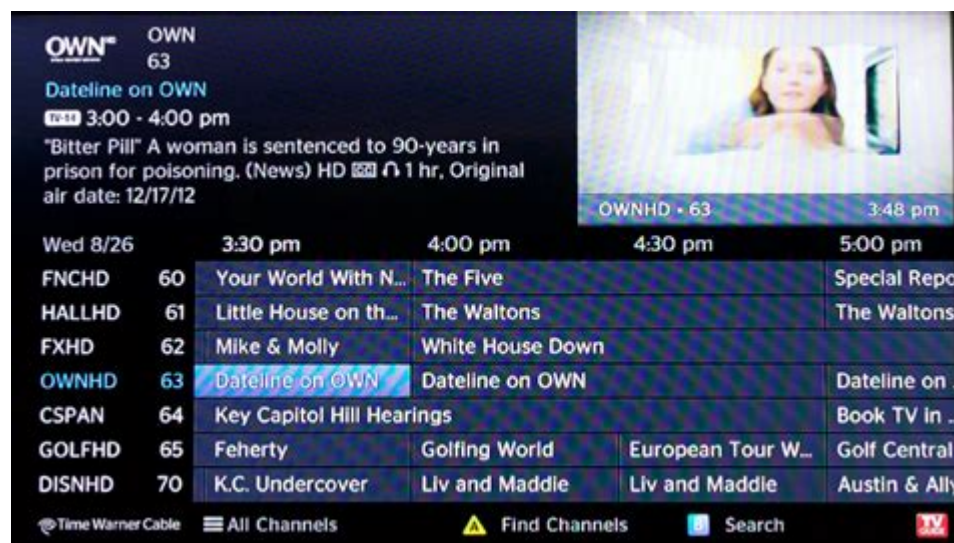 OWN HD OWN
63
Dateline on OWN
TV-14 3:00 - 4:00 pm
"Bitter Pill" A woman is sentenced to 90-years in
prison for poisoning. (News) HD CC 1 hr, Original
air date: 12/17/12
OWNHD • 63 3:48 pm
Wed 8/26 3:30 pm 4:00 pm 4:30 pm 5:00 pm
FNCHD 60 Your World With N... The Five Special Repo
HALLHD 61 Little House on th... The Waltons The Waltons
FXHD 62 Mike & Molly White House Down
OWNHD 63 Dateline on OWN Dateline on OWN Dateline on .
CSPAN 64 Key Capitol Hill Hearings Book TV in ..
GOLFHD 65 Feherty Golfing World European Tour W... Golf Central
DISNHD 70 K.C. Undercover Liv and Maddie Liv and Maddie Austin & Ally
Time Warner Cable All Channels A Find Channels B Search TV GUIDE